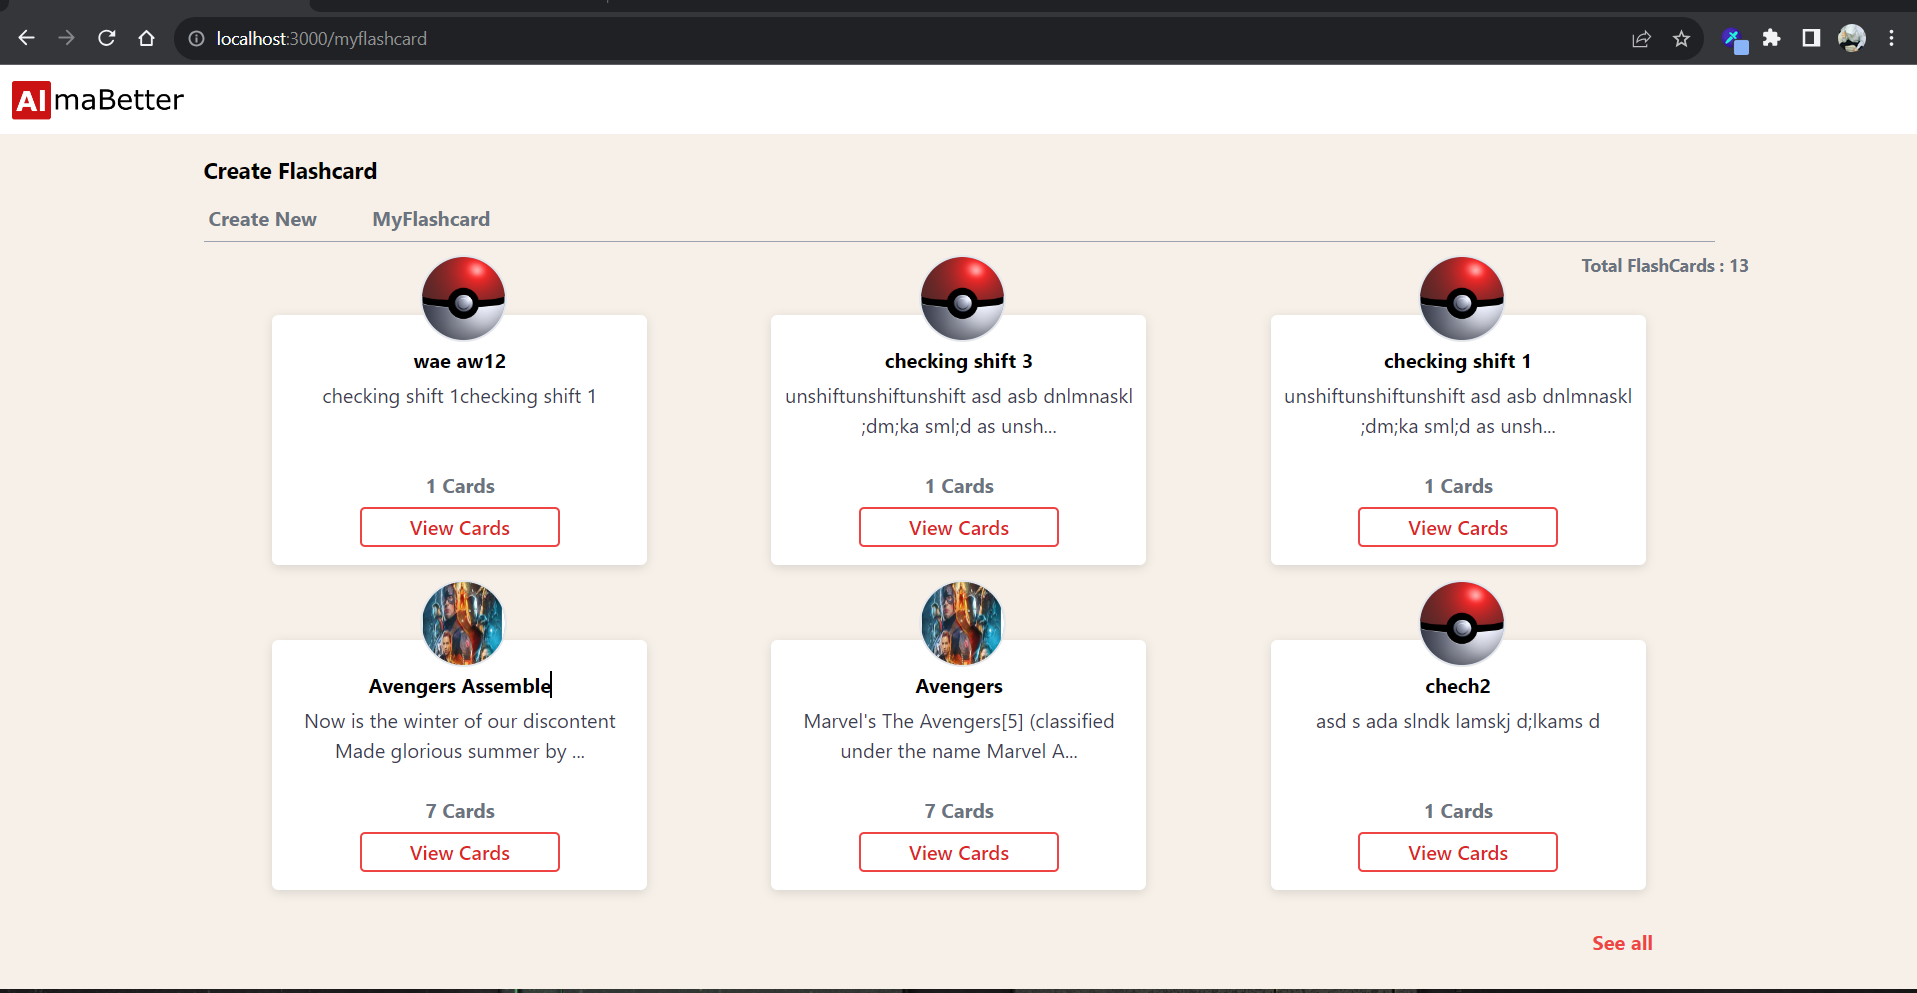 localhost:3000/myflashcard
AlmaBetter
Create Flashcard
Create New MyFlashcard
Total FlashCards : 13
wae aw12
checking shift 1checking shift 1
1 Cards
View Cards
checking shift 3
unshiftunshiftunshift asd asb dnlmnaskl
;dm;ka sml;d as unsh...
1 Cards
View Cards
checking shift 1
unshiftunshiftunshift asd asb dnlmnaskl
;dm;ka sml;d as unsh...
1 Cards
View Cards
Avengers Assemble
Now is the winter of our discontent
Made glorious summer by ...
7 Cards
View Cards
Avengers
Marvel's The Avengers[5] (classified
under the name Marvel A...
7 Cards
View Cards
chech2
asd s ada slndk lamskj d;lkams d
1 Cards
View Cards
See all